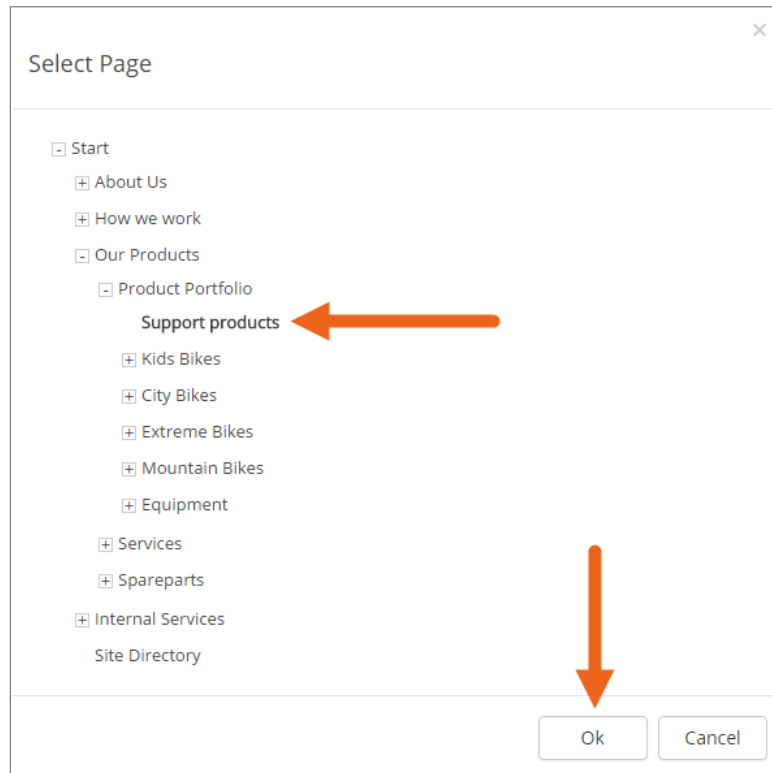 ×
Select Page
- Start
+ About Us
+ How we work
- Our Products
- Product Portfolio
Support products
+ Kids Bikes
+ City Bikes
+ Extreme Bikes
+ Mountain Bikes
+ Equipment
+ Services
+ Spareparts
+ Internal Services
Site Directory
Ok Cancel